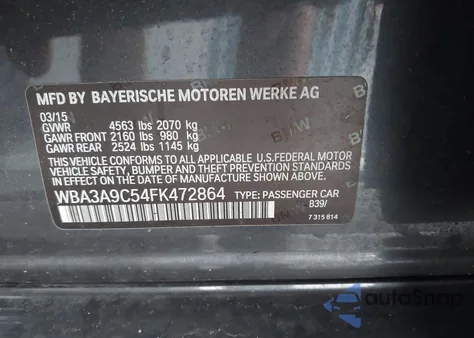 MFD BY BAYERISCHE MOTOREN WERKE AG
03/15
GVWR 4563 lbs 2070 kg
GAWR FRONT 2160 lbs 980 kg
GAWR REAR 2524 lbs 1145 kg
THIS VEHICLE CONFORMS TO ALL APPLICABLE U.S.FEDERAL MOTOR
VEHICLE SAFETY, BUMPER AND THEFT PREVENTION STANDARDS
IN EFFECT ON THE DATE OF MANUFACTURE SHOWN ABOVE.
WBA3A9C54FK472864 TYPE: PASSENGER CAR
B39/
7 315 814
autoSnap